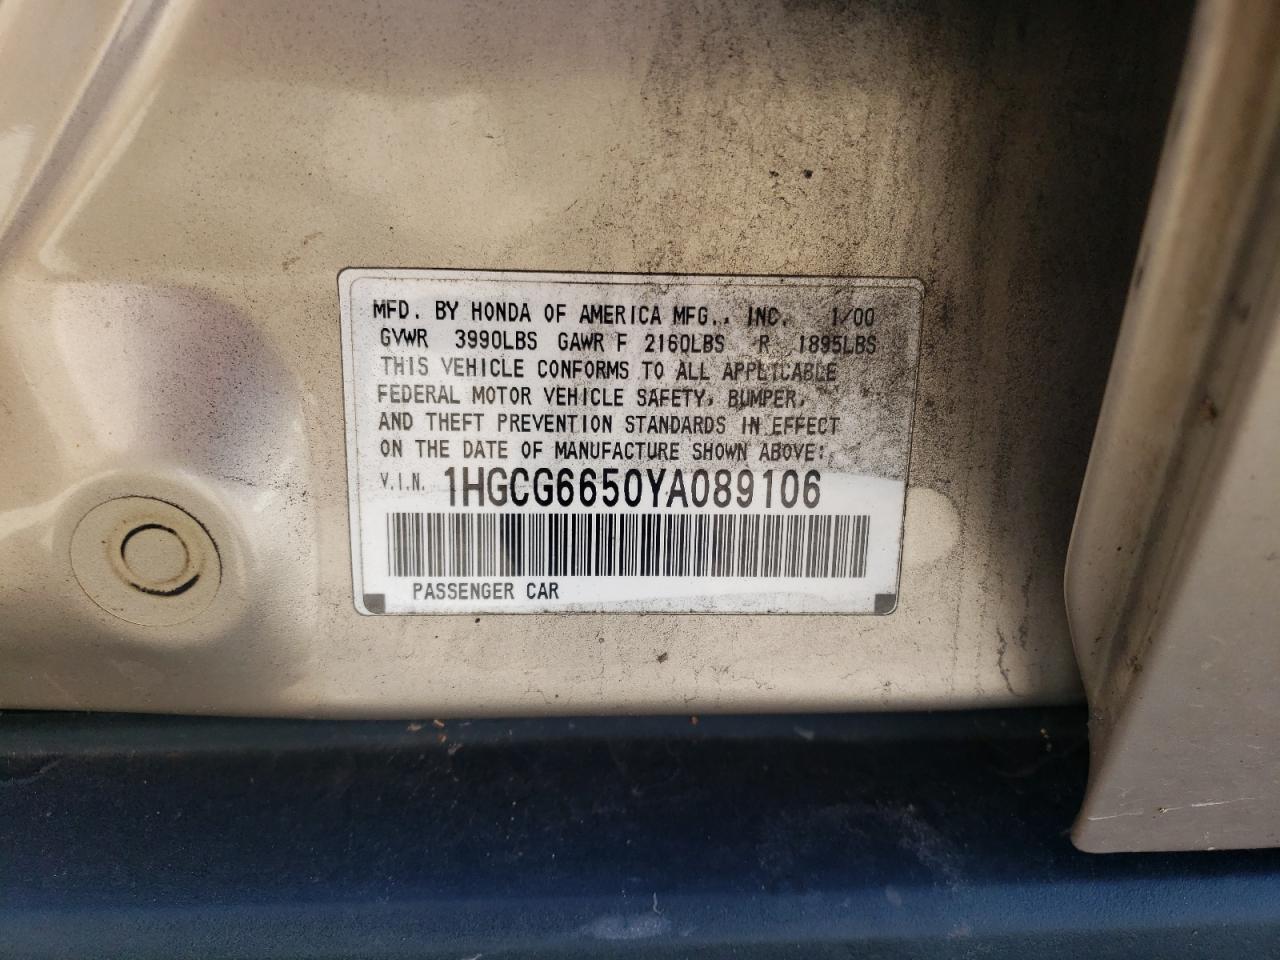 MFD. BY HONDA OF AMERICA MFG., INC. 1/00
GVWR 3990LBS GAWR F 2160LBS R 1895LBS
THIS VEHICLE CONFORMS TO ALL APPLICABLE
FEDERAL MOTOR VEHICLE SAFETY, BUMPER,
AND THEFT PREVENTION STANDARDS IN EFFECT
ON THE DATE OF MANUFACTURE SHOWN ABOVE:
V.I.N. 1HGCG6650YA089106
PASSENGER CAR